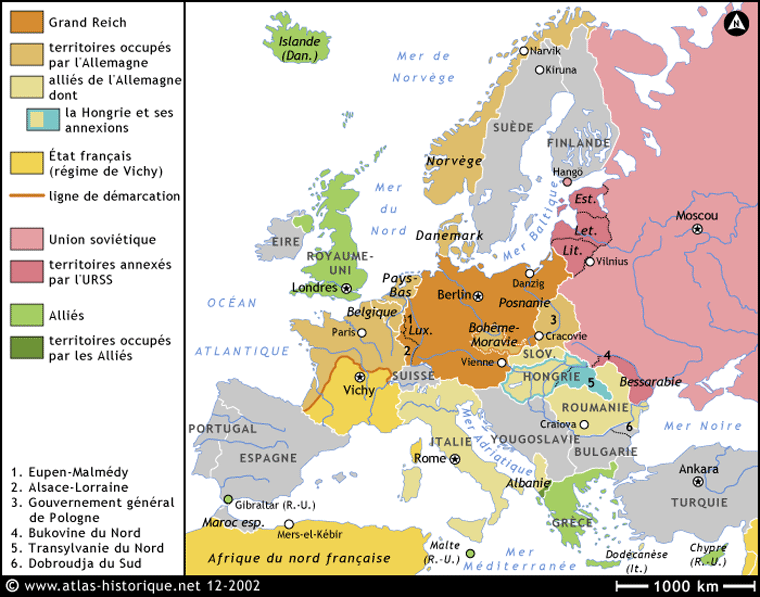 Grand Reich
territoires occupés
par l'Allemagne
alliés de l'Allemagne
dont
la Hongrie et ses
annexions
État français
(régime de Vichy)
ligne de démarcation
Union soviétique
territoires annexés
par l'URSS
Alliés
territoires occupés
par les Alliés
1. Eupen-Malmédy
2. Alsace-Lorraine
3. Gouvernement général
de Pologne
4. Bukovine du Nord
5. Transylvanie du Nord
6. Dobroudja du Sud
N
Islande
(Dan.)
Mer de
Norvège
Narvik
Kiruna
SUÈDE
FINLANDE
Norvège
Hangö
Mer
du
Nord
Mer Baltique
Est.
Let.
Lit.
Moscou
Vilnius
ÉIRE
ROYAUME-
UNI
Londres
Danemark
Pays-
Bas
Belgique
Lux.
1
2
Berlin
Danzig
Posnanie
3
Bohême-
Moravie
Cracovie
OCÉAN
ATLANTIQUE
Paris
Vienne
SLOV.
4
Vichy
SUISSE
HONGRIE
5
Bessarabie
ROUMANIE
Craiova
6
PORTUGAL
ESPAGNE
ITALIE
Rome
Mer Adriatique
YOUGOSLAVIE
BULGARIE
Mer Noire
Albanie
Ankara
TURQUIE
GRÈCE
Gibraltar (R.-U.)
Maroc esp.
Mers-el-Kébir
Afrique du nord française
Malte
(R.-U.)
Mer
Méditerranée
Dodécanèse
(It.)
Chypre
(R.-U.)
© www.atlas-historique.net 12-2002
1000 km